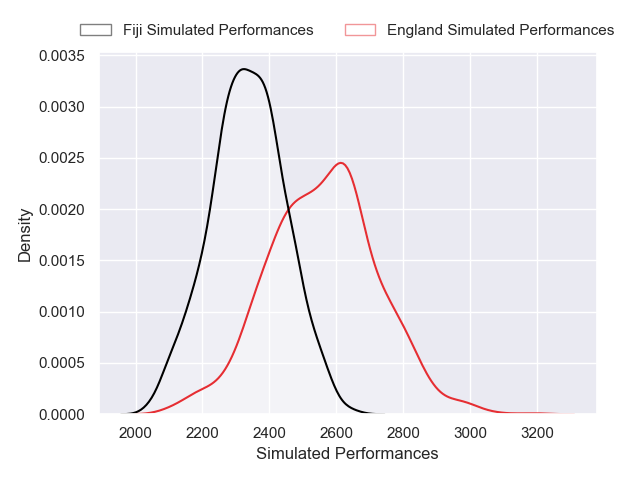 Fiji Simulated Performances England Simulated Performances
0.0035
0.0030
0.0025
0.0020
0.0015
0.0010
0.0005
0.0000
Density
2000 2200 2400 2600 2800 3000 3200
Simulated Performances